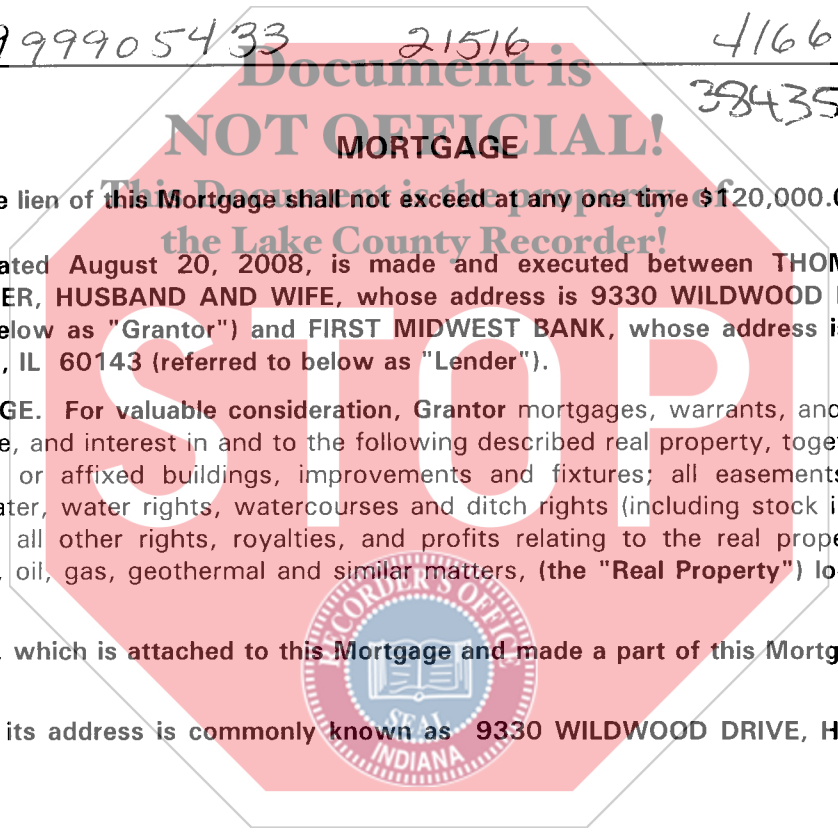 99905433 21516 4166
38435
Document is
NOT OFFICIAL!
MORTGAGE
This Document is the property of
the Lake County Recorder!
e lien of this Mortgage shall not exceed at any one time $120,000.0
ated August 20, 2008, is made and executed between THOM
ER, HUSBAND AND WIFE, whose address is 9330 WILDWOOD
elow as "Grantor") and FIRST MIDWEST BANK, whose address is
, IL 60143 (referred to below as "Lender").
GE. For valuable consideration, Grantor mortgages, warrants, and
e, and interest in and to the following described real property, toge
or affixed buildings, improvements and fixtures; all easements
ater, water rights, watercourses and ditch rights (including stock i
all other rights, royalties, and profits relating to the real prope
, oil, gas, geothermal and similar matters, (the "Real Property") lo
STOP
which is attached to this Mortgage and made a part of this Mortg
its address is commonly known as 9330 WILDWOOD DRIVE, H
RECORDER'S OFFICE
SEAL
INDIANA